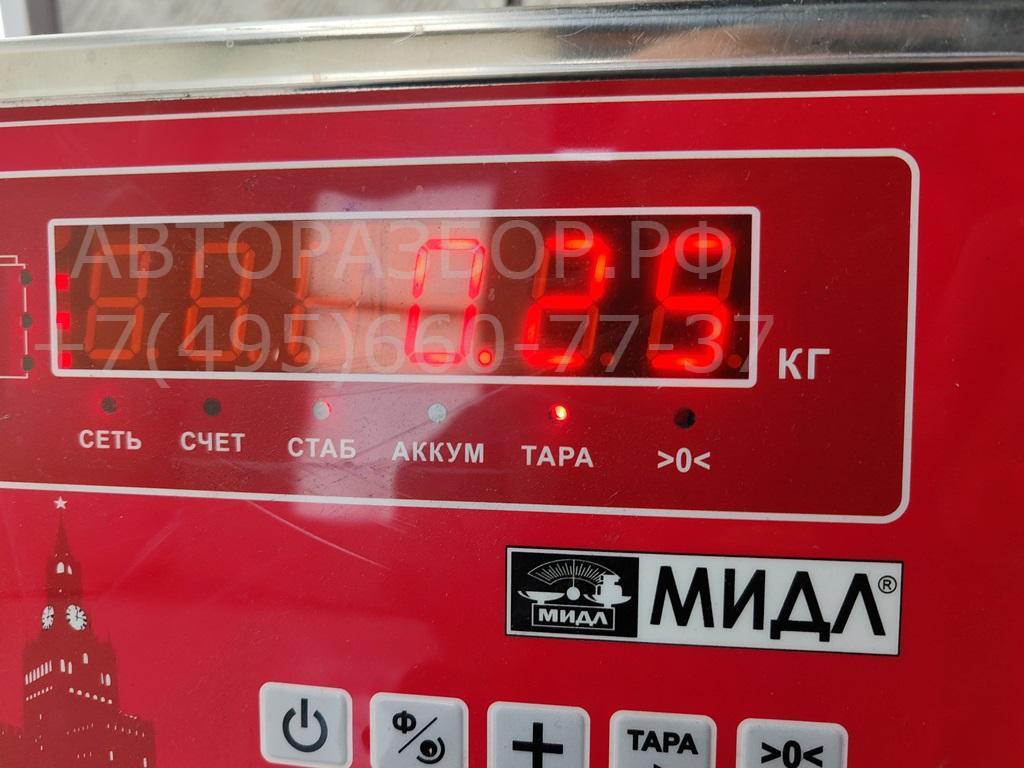 АВТОРАЗБОР.РФ
+7(495)660-77-37
0.25
КГ
СЕТЬ СЧЕТ СТАБ АККУМ ТАРА >0<
МИДЛ
МИДЛ®
Ф ТАРА >0<